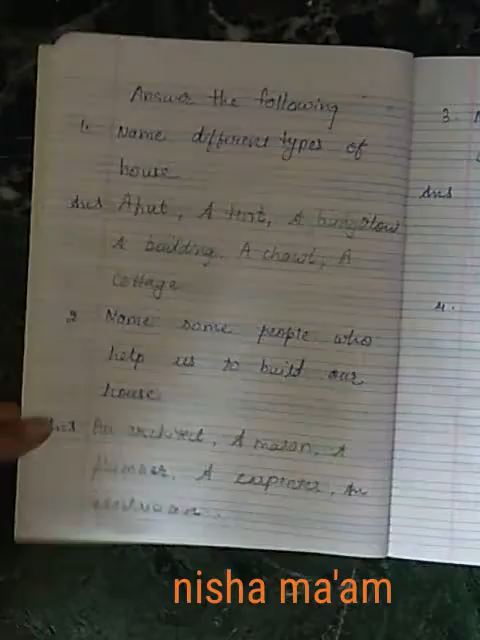 Answer the following
1. Name different types of
house
Ans A hut, A tent, A bungalow
A building, A chawl, A
cottage
2 Name some people who
help us to build our
house
Ans An architect, A mason, A
A An
3.
Ans
4.
nisha ma'am